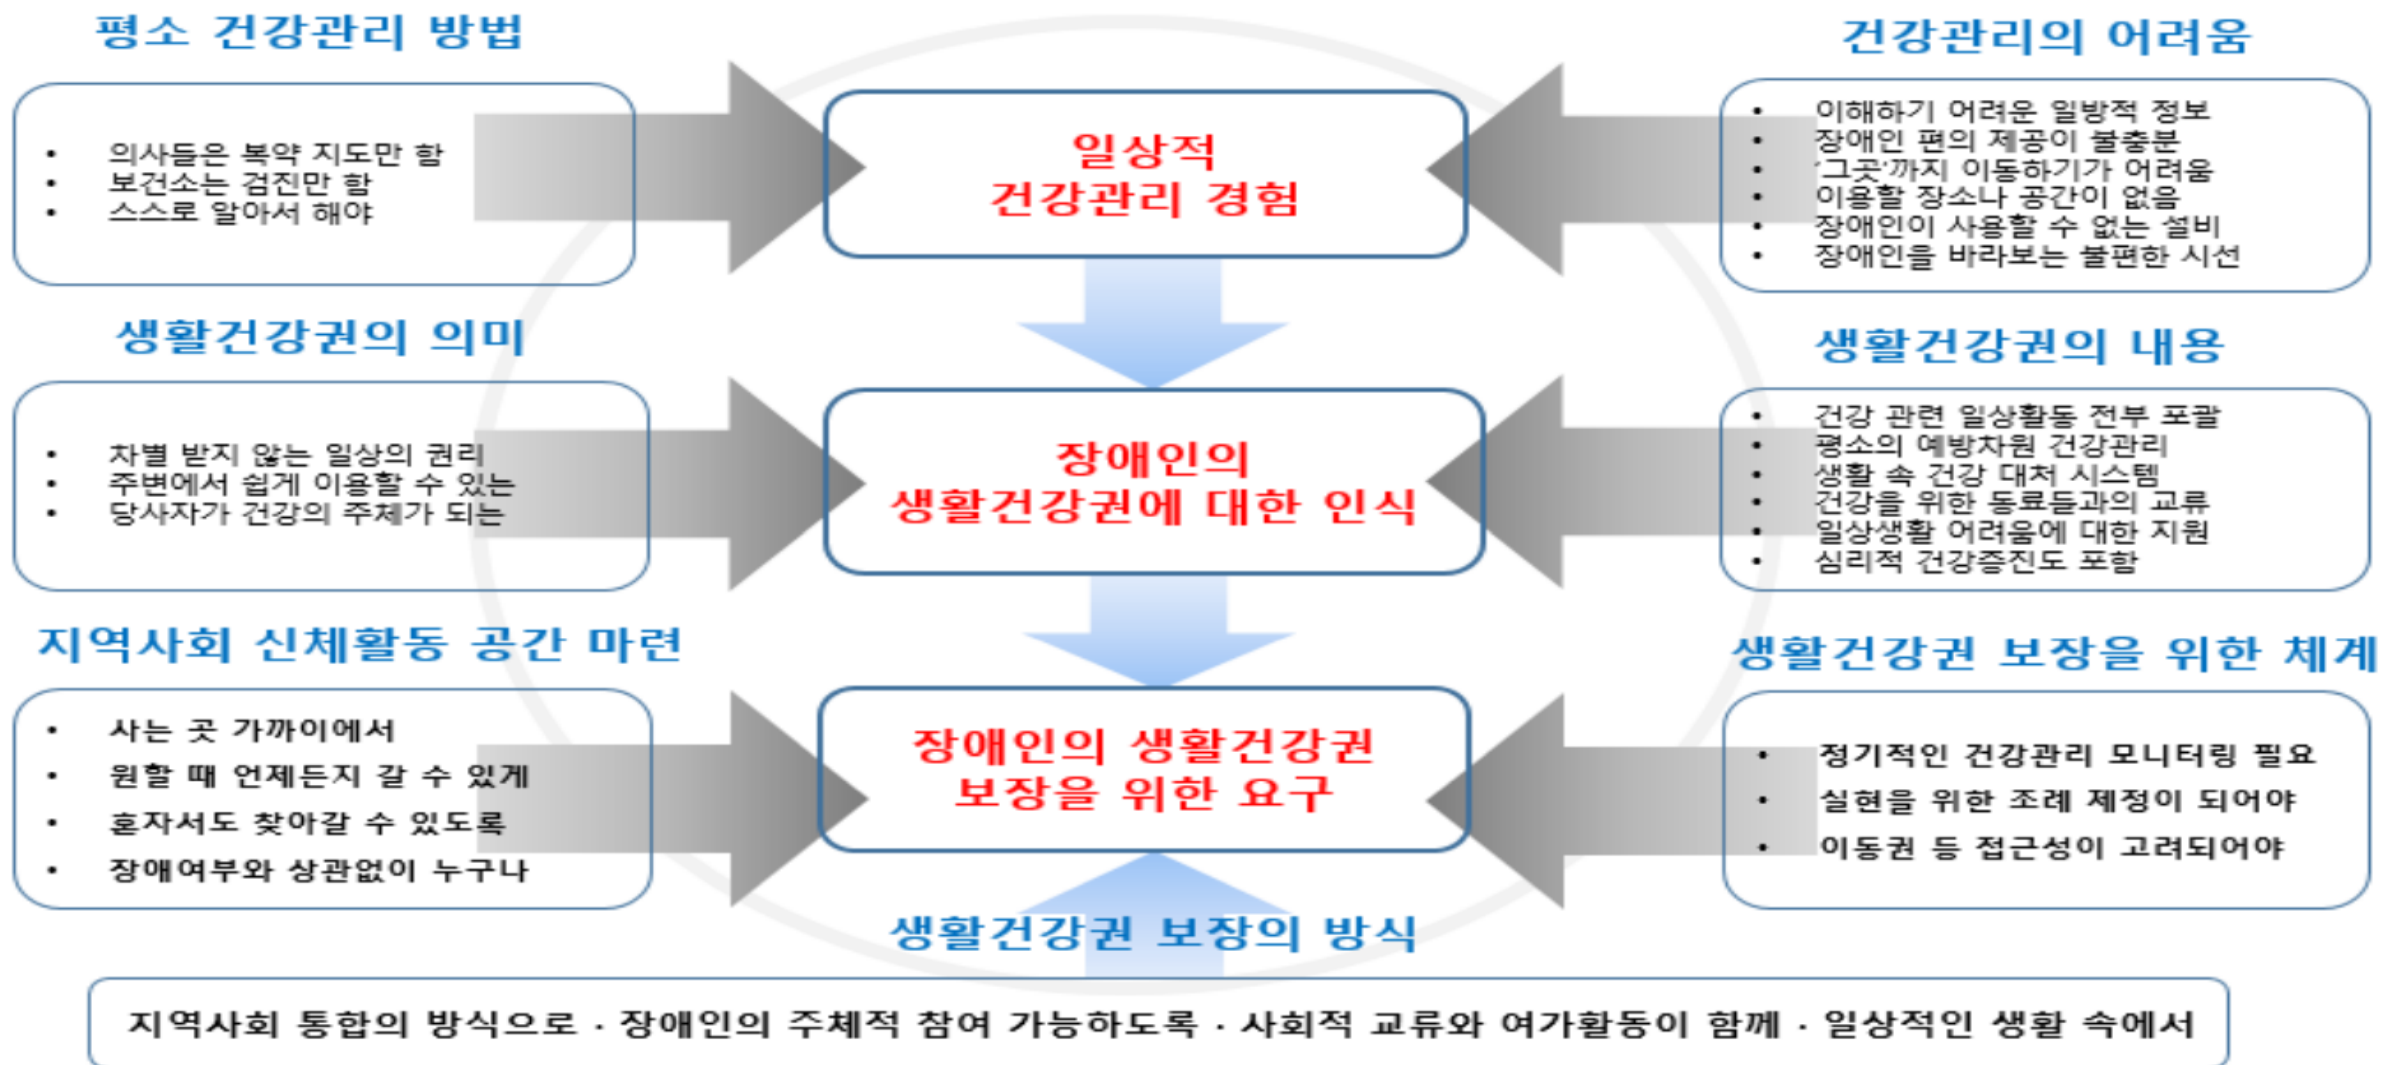 평소 건강관리 방법
• 의사들은 복약 지도만 함
• 보건소는 검진만 함
• 스스로 알아서 해야
일상적
건강관리 경험
건강관리의 어려움
• 이해하기 어려운 일방적 정보
• 장애인 편의 제공이 불충분
• ‘그곳’까지 이동하기가 어려움
• 이용할 장소나 공간이 없음
• 장애인이 사용할 수 없는 설비
• 장애인을 바라보는 불편한 시선
생활건강권의 의미
• 차별 받지 않는 일상의 권리
• 주변에서 쉽게 이용할 수 있는
• 당사자가 건강의 주체가 되는
장애인의
생활건강권에 대한 인식
생활건강권의 내용
• 건강 관련 일상활동 전부 포괄
• 평소의 예방차원 건강관리
• 생활 속 건강 대처 시스템
• 건강을 위한 동료들과의 교류
• 일상생활 어려움에 대한 지원
• 심리적 건강증진도 포함
지역사회 신체활동 공간 마련
• 사는 곳 가까이에서
• 원할 때 언제든지 갈 수 있게
• 혼자서도 찾아갈 수 있도록
• 장애여부와 상관없이 누구나
장애인의 생활건강권
보장을 위한 요구
생활건강권 보장을 위한 체계
• 정기적인 건강관리 모니터링 필요
• 실현을 위한 조례 제정이 되어야
• 이동권 등 접근성이 고려되어야
생활건강권 보장의 방식
지역사회 통합의 방식으로 · 장애인의 주체적 참여 가능하도록 · 사회적 교류와 여가활동이 함께 · 일상적인 생활 속에서